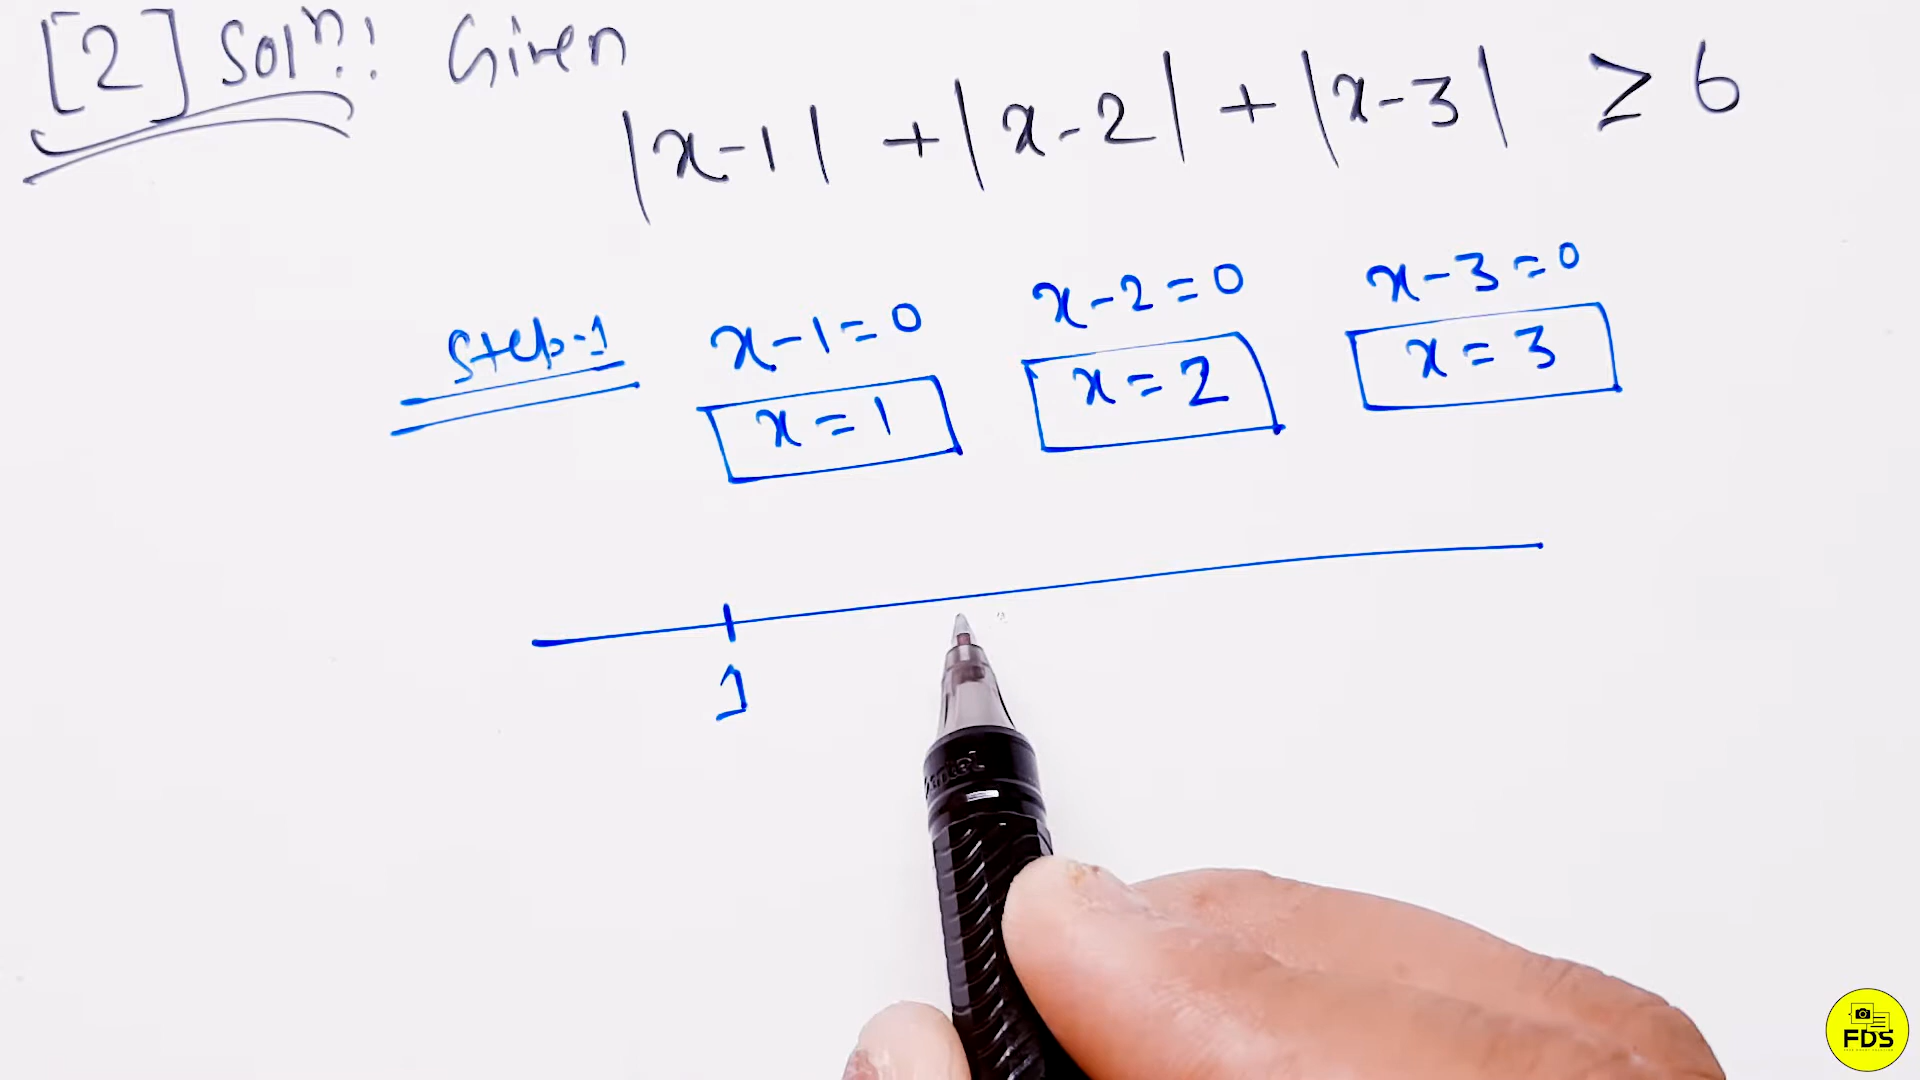 [2] Solⁿ:! Given
|x-1| + |x-2| + |x-3| ≥ 6
Step-1
x-1=0 x-2=0 x-3=0
x=1 x=2 x=3
1
FDS